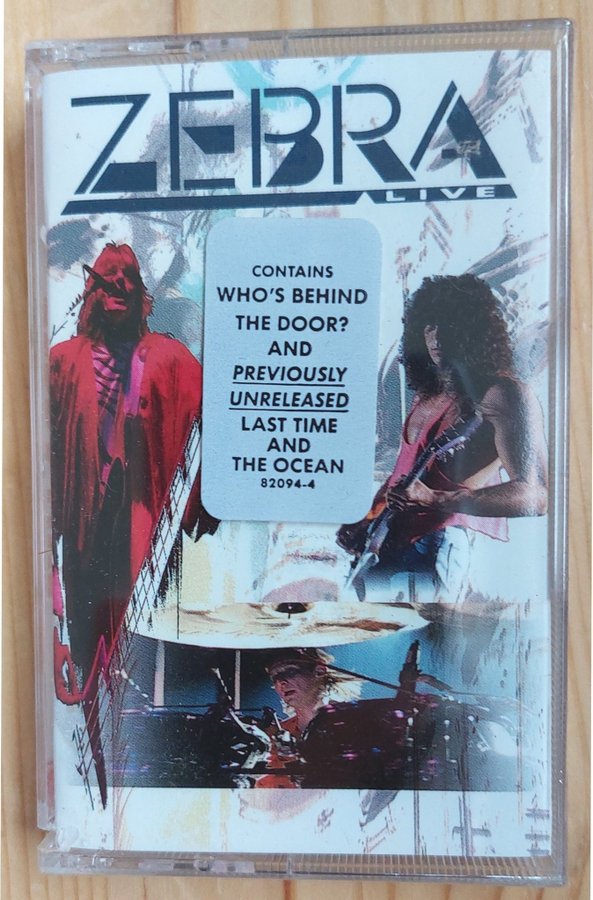 ZEBRA
LIVE
CONTAINS
WHO'S BEHIND
THE DOOR?
AND
PREVIOUSLY
UNRELEASED
LAST TIME
AND
THE OCEAN
82094-4